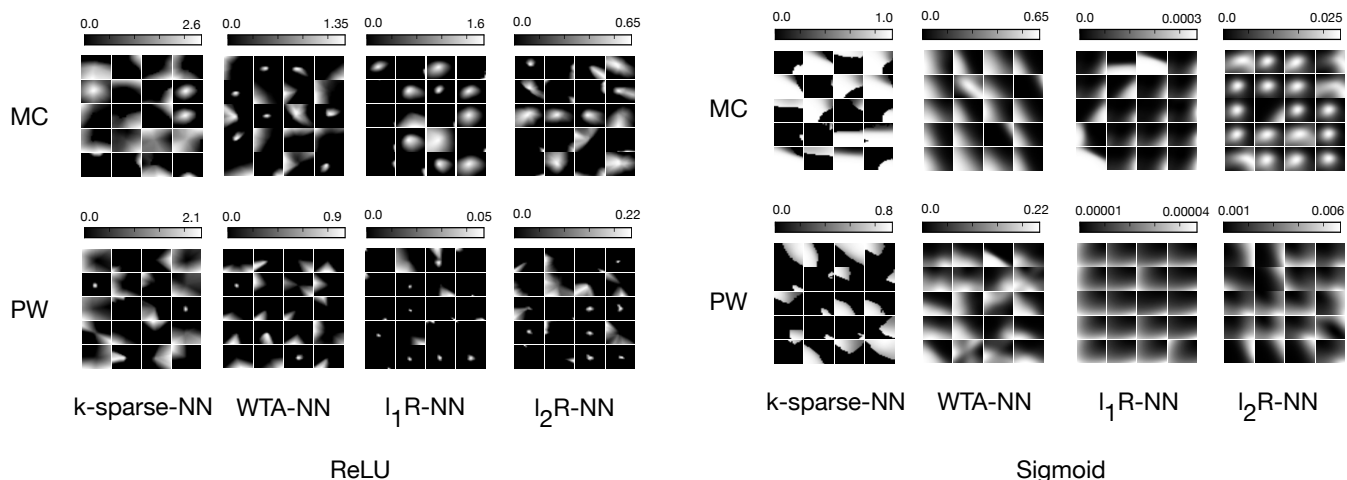 0.0 2.6 0.0 1.35 0.0 1.6 0.0 0.65 0.0 1.0 0.0 0.65 0.0 0.0003 0.0 0.025
MC MC
0.0 2.1 0.0 0.9 0.0 0.05 0.0 0.22 0.0 0.8 0.0 0.22 0.00001 0.00004 0.001 0.006
PW PW
k-sparse-NN WTA-NN l1R-NN l2R-NN k-sparse-NN WTA-NN l1R-NN l2R-NN
ReLU Sigmoid